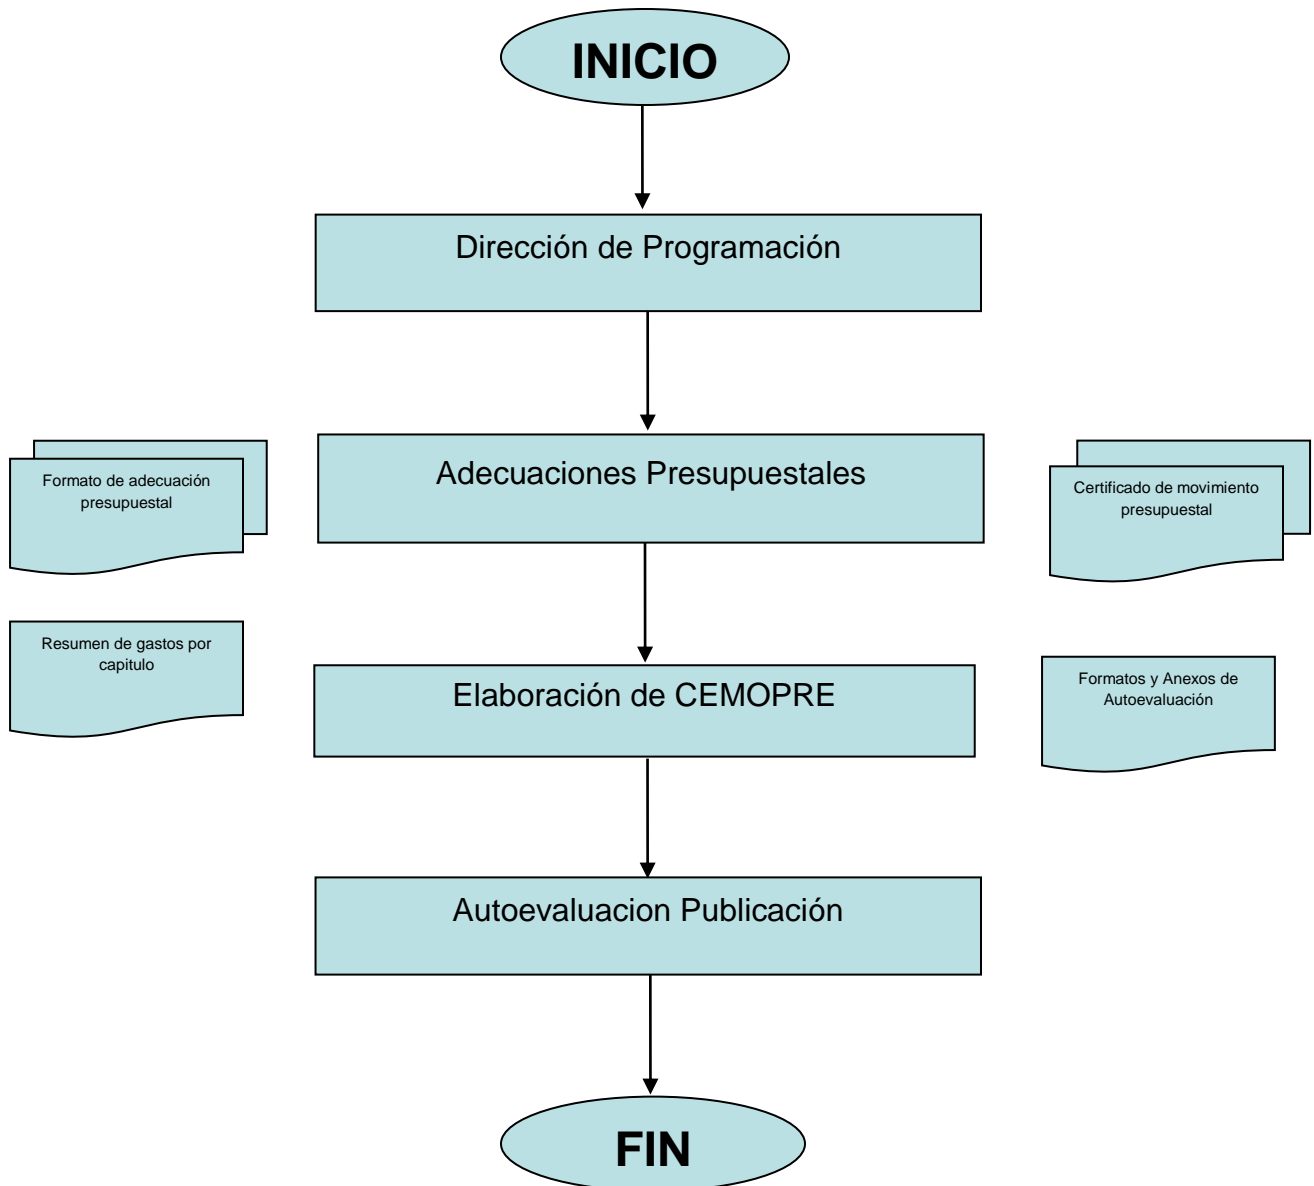 INICIO
Dirección de Programación
Adecuaciones Presupuestales
Formato de adecuación
presupuestal
Certificado de movimiento
presupuestal
Resumen de gastos por
capitulo
Elaboración de CEMOPRE
Formatos y Anexos de
Autoevaluación
Autoevaluacion Publicación
FIN